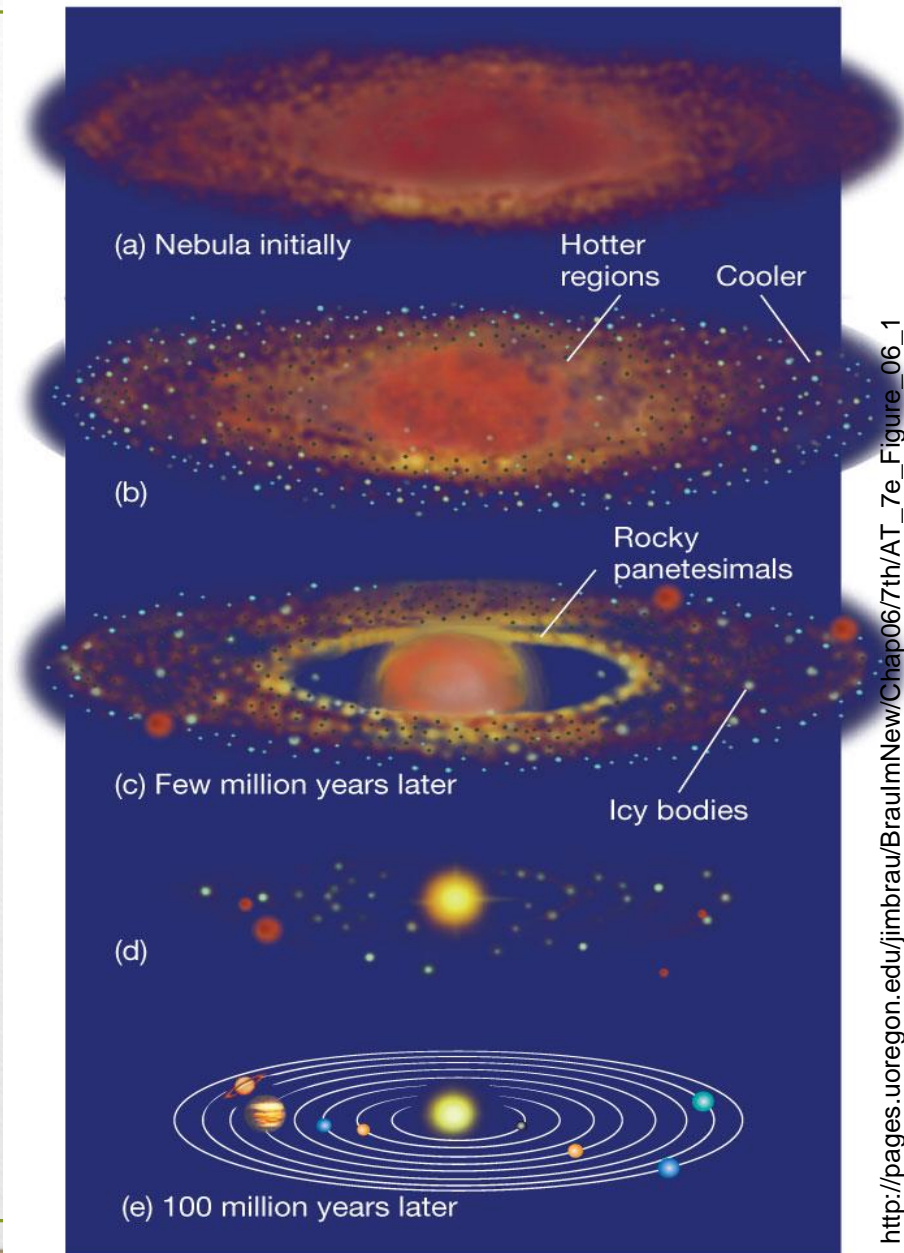 (a) Nebula initially
Hotter
regions
Cooler
(b)
Rocky
panetesimals
(c) Few million years later
Icy bodies
(d)
(e) 100 million years later
http://pages.uoregon.edu/jimbrau/BrauImNew/Chap06/7th/AT_7e_Figure_06_1